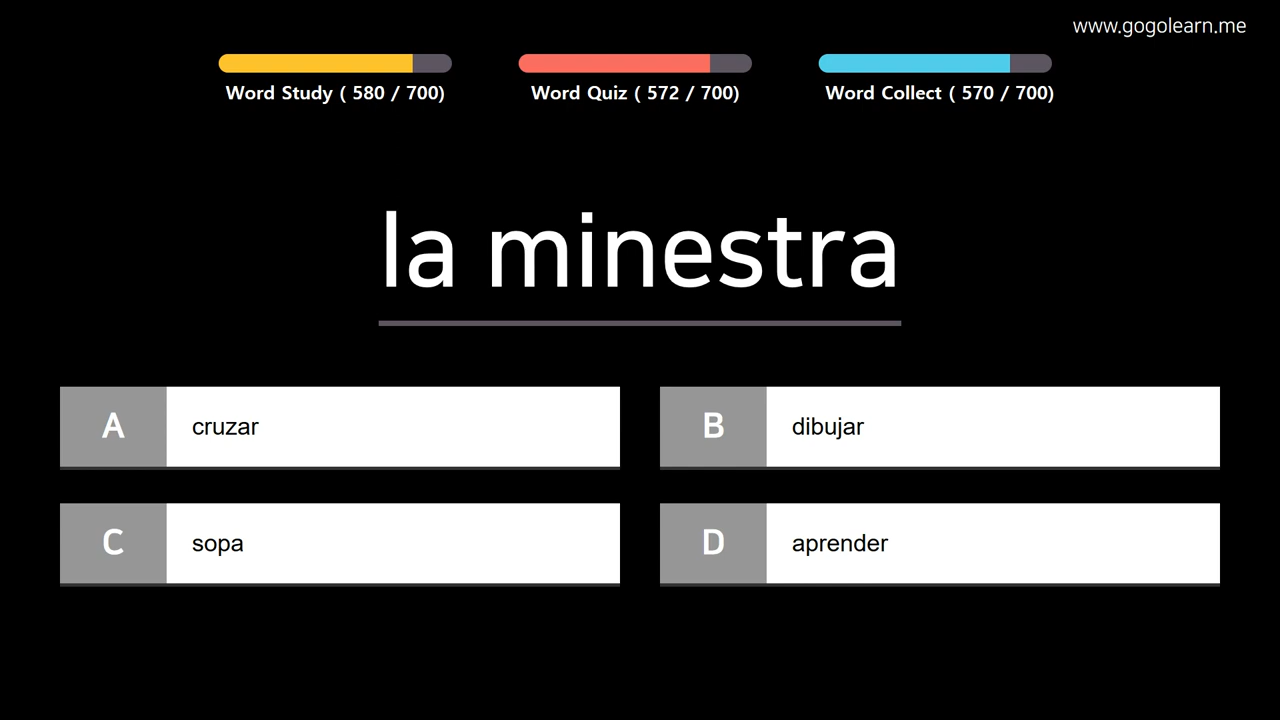 www.gogolearn.me
Word Study ( 580 / 700)
Word Quiz ( 572 / 700)
Word Collect ( 570 / 700)
la minestra
A cruzar
B dibujar
C sopa
D aprender